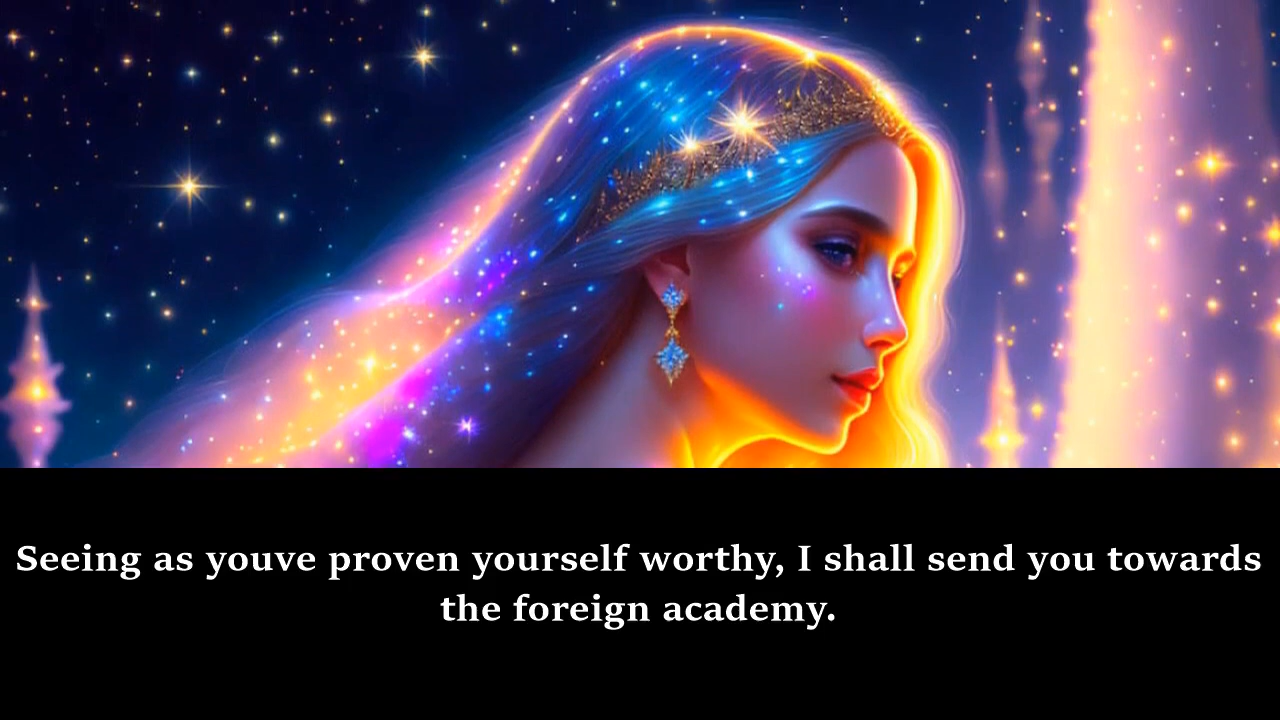 Seeing as youve proven yourself worthy, I shall send you towards
the foreign academy.